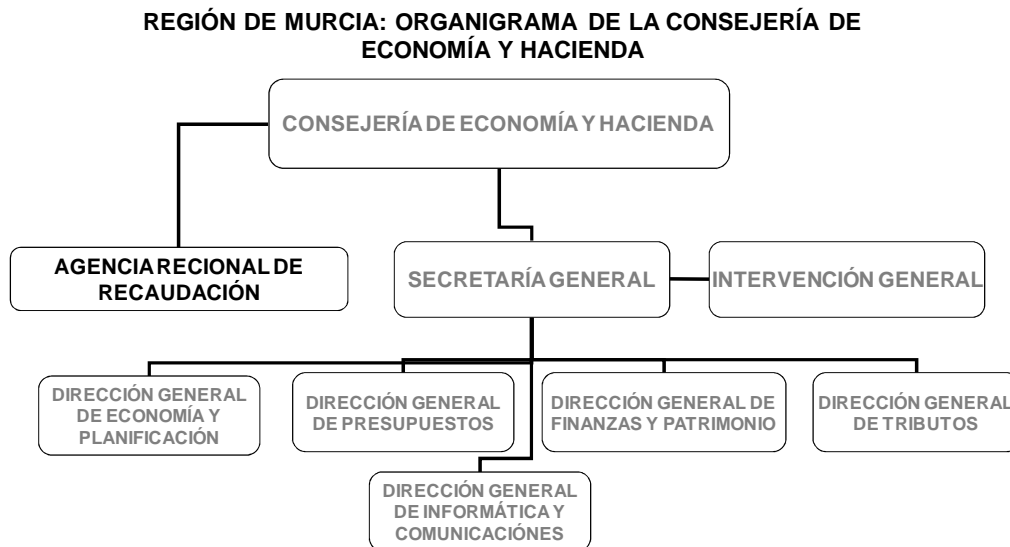 REGIÓN DE MURCIA: ORGANIGRAMA DE LA CONSEJERÍA DE
ECONOMÍA Y HACIENDA
CONSEJERÍA DE ECONOMÍA Y HACIENDA
AGENCIA RECIONAL DE
RECAUDACIÓN
SECRETARÍA GENERAL
INTERVENCIÓN GENERAL
DIRECCIÓN GENERAL
DE ECONOMÍA Y
PLANIFICACIÓN
DIRECCIÓN GENERAL
DE PRESUPUESTOS
DIRECCIÓN GENERAL DE
FINANZAS Y PATRIMONIO
DIRECCIÓN GENERAL
DE TRIBUTOS
DIRECCIÓN GENERAL
DE INFORMÁTICA Y
COMUNICACIÓNES